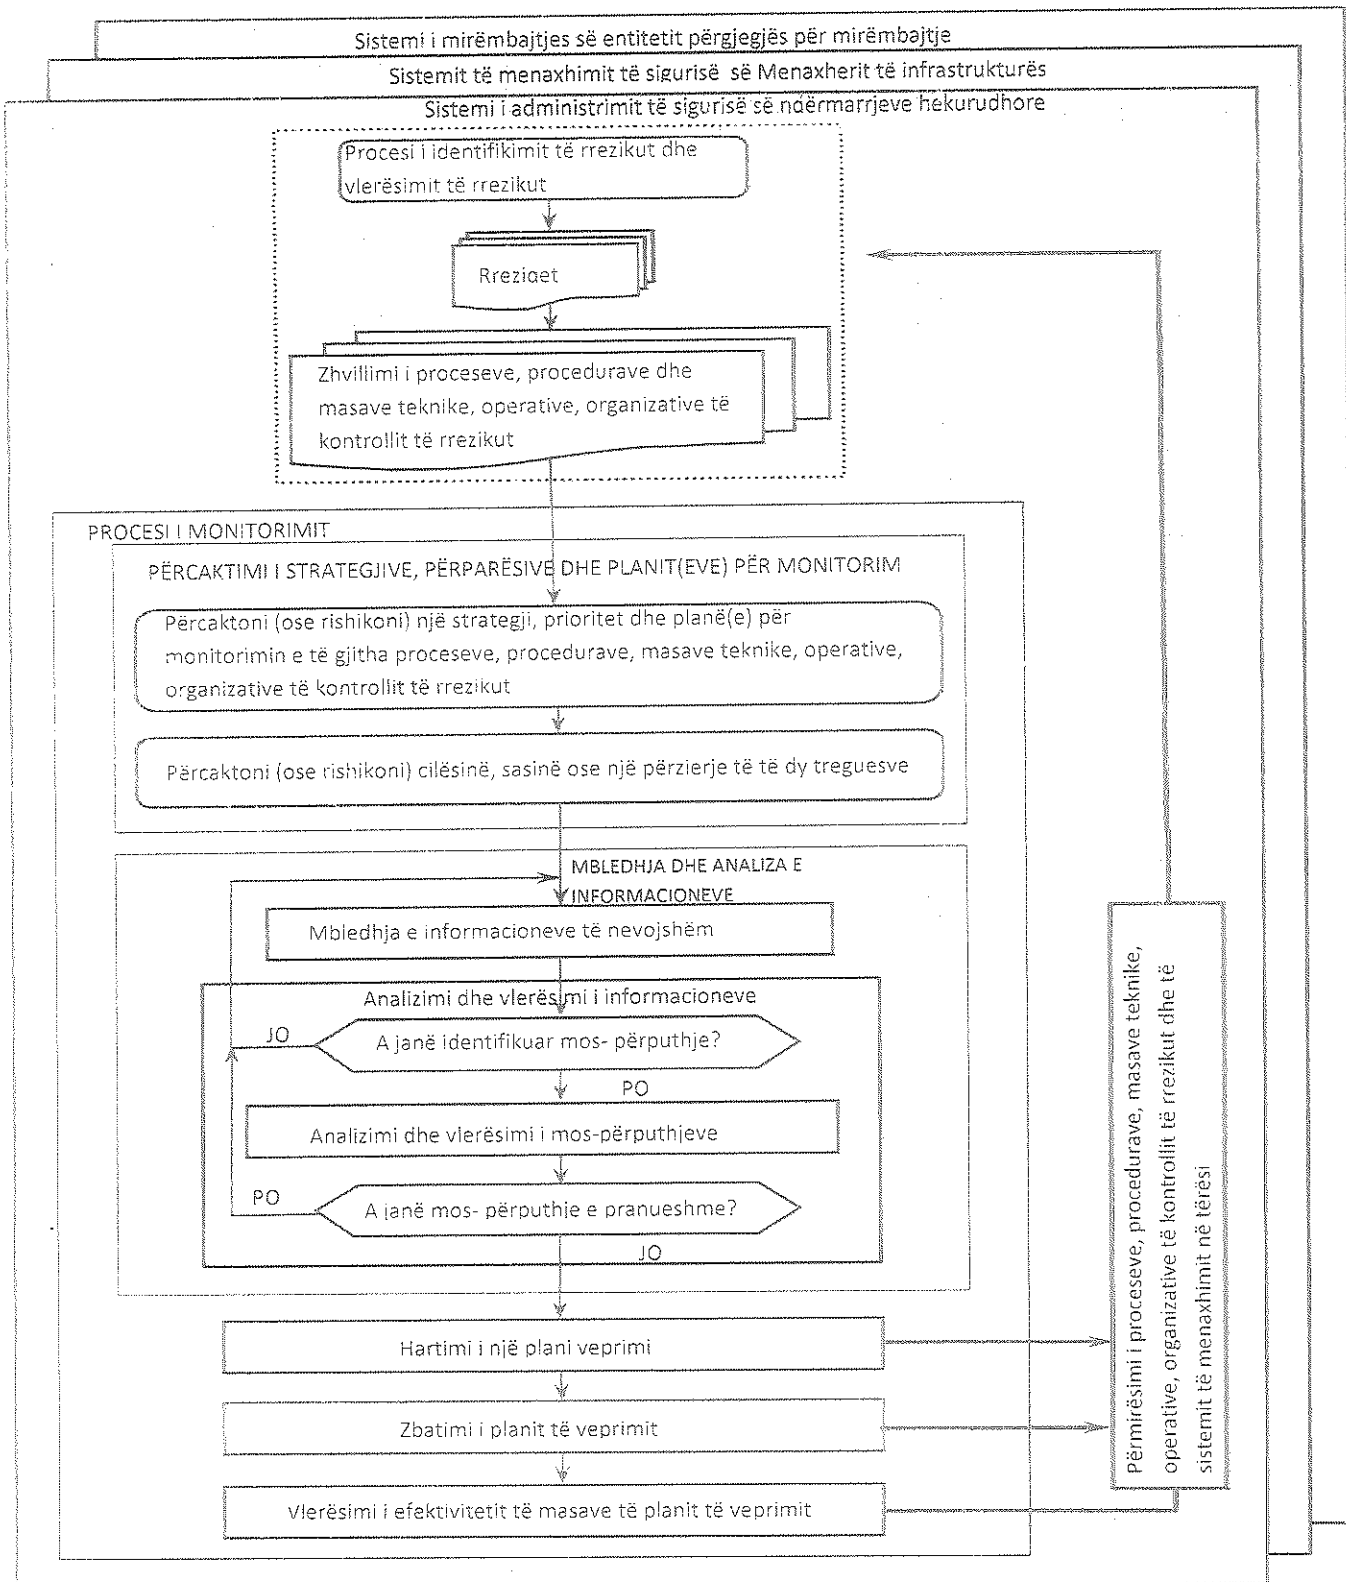 Sistemi i mirëmbajtjes së entitetit përgjegjës për mirëmbajtje
Sistemit të menaxhimit të sigurisë së Menaxherit të infrastrukturës
Sistemi i administrimit të sigurisë së ndërmarrjeve hekurudhore
Procesi i identifikimit të rrezikut dhe
vlerësimit të rrezikut
Rreziqet
Zhvillimi i proseseve, procedurave dhe
masave teknike, operative, organizative të
kontrollit të rrezikut
PROCESI I MONITORIMIT
PËRCAKTIMI I STRATEGJIVE, PËRPARËSIVE DHE PLANIT(EVE) PËR MONITORIM
Përcaktoni (ose rishikoni) një strategji, prioritet dhe planë(e) për
monitorimin e të gjitha proceseve, procedurave, masave teknike, operative,
organizative të kontrollit të rrezikut
Përcaktoni (ose rishikoni) cilësinë, sasinë ose një përzierje të të dy treguesve
MBLEDHJA DHE ANALIZA E
INFORMACIONEVE
Mbledhja e informacioneve të nevojshëm
Analizimi dhe vlerësimi i informacioneve
JO
A janë identifikuar mos- përputhje?
PO
Analizimi dhe vlerësimi i mos-përputhjeve
PO
A janë mos- përputhje e pranueshme?
JO
Hartimi i një plani veprimi
Zbatimi i planit të veprimit
Vlerësimi i efektivitetit të masave të planit të veprimit
Përmirësimi i proceseve, procedurave, masave teknike,
operative, organizative të kontrollit të rrezikut dhe të
sistemit të menaxhimit në tërësi